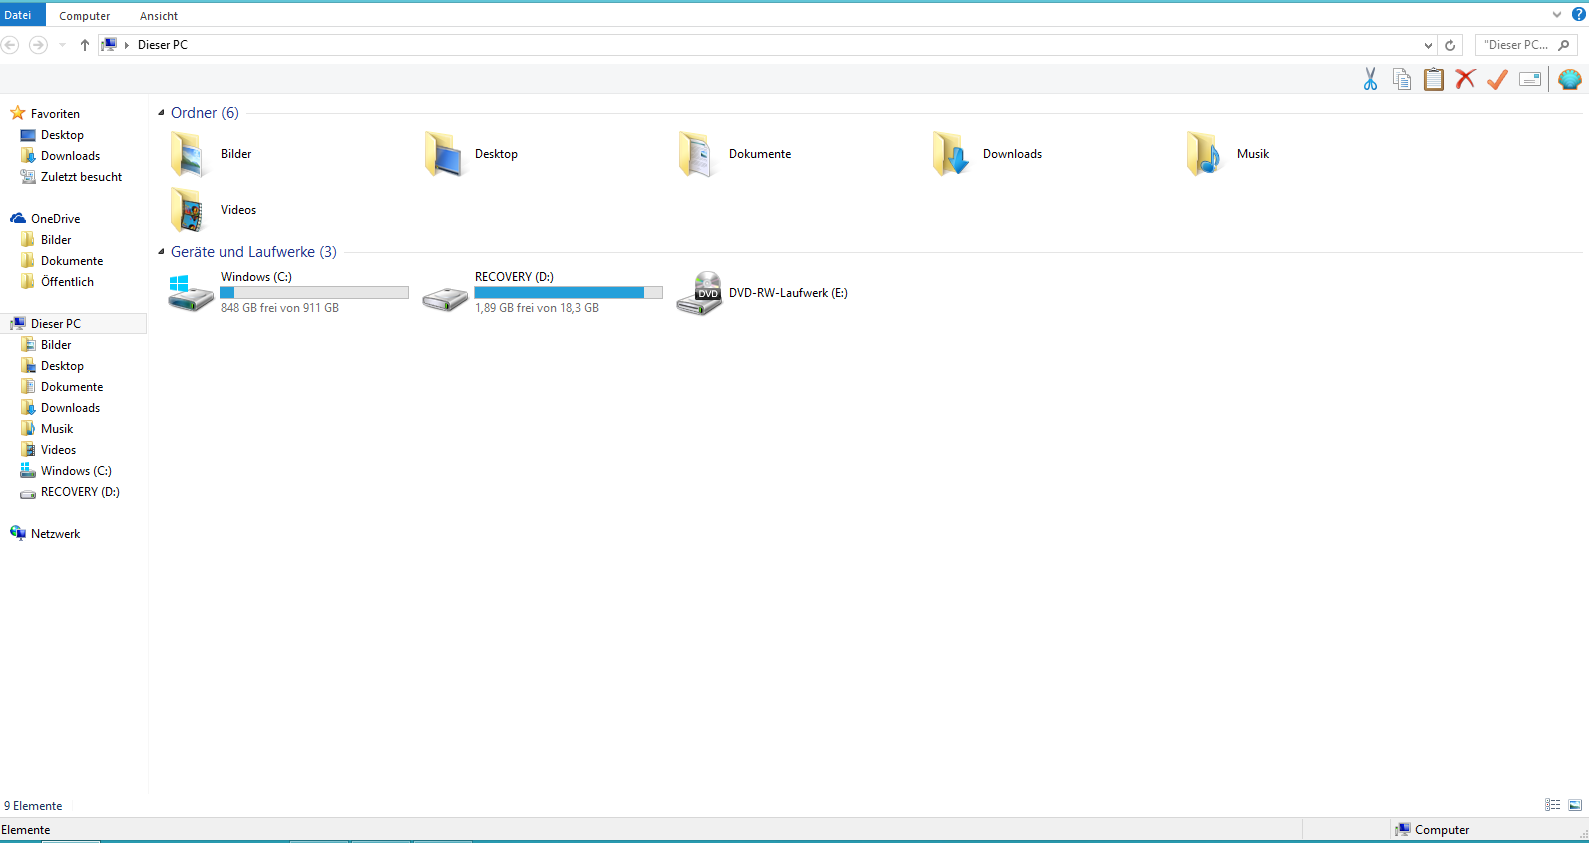 Datei Computer Ansicht
Dieser PC "Dieser PC...
Favoriten
Desktop
Downloads
Zuletzt besucht
OneDrive
Bilder
Dokumente
Öffentlich
Dieser PC
Bilder
Desktop
Dokumente
Downloads
Musik
Videos
Windows (C:)
RECOVERY (D:)
Netzwerk
Ordner (6)
Bilder Desktop Dokumente Downloads Musik
Videos
Geräte und Laufwerke (3)
Windows (C:)
848 GB frei von 911 GB
RECOVERY (D:)
1,89 GB frei von 18,3 GB
DVD
DVD-RW-Laufwerk (E:)
9 Elemente
Elemente Computer